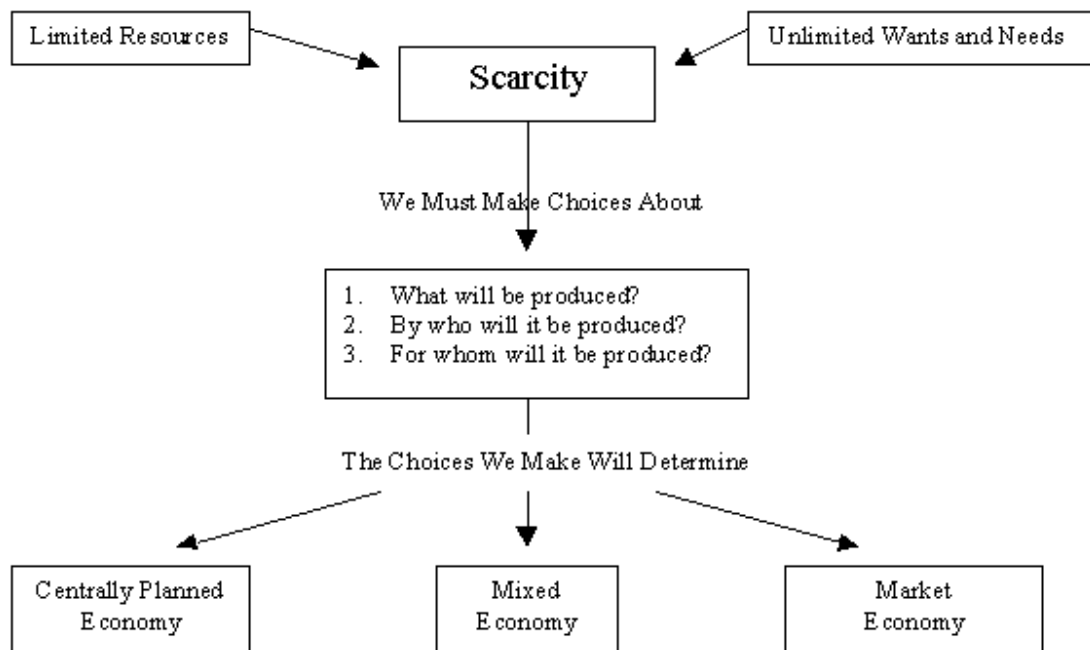 Limited Resources
Unlimited Wants and Needs
Scarcity
We Must Make Choices About
1. What will be produced?
2. By who will it be produced?
3. For whom will it be produced?
The Choices We Make Will Determine
Centrally Planned
Economy
Mixed
Economy
Market
Economy